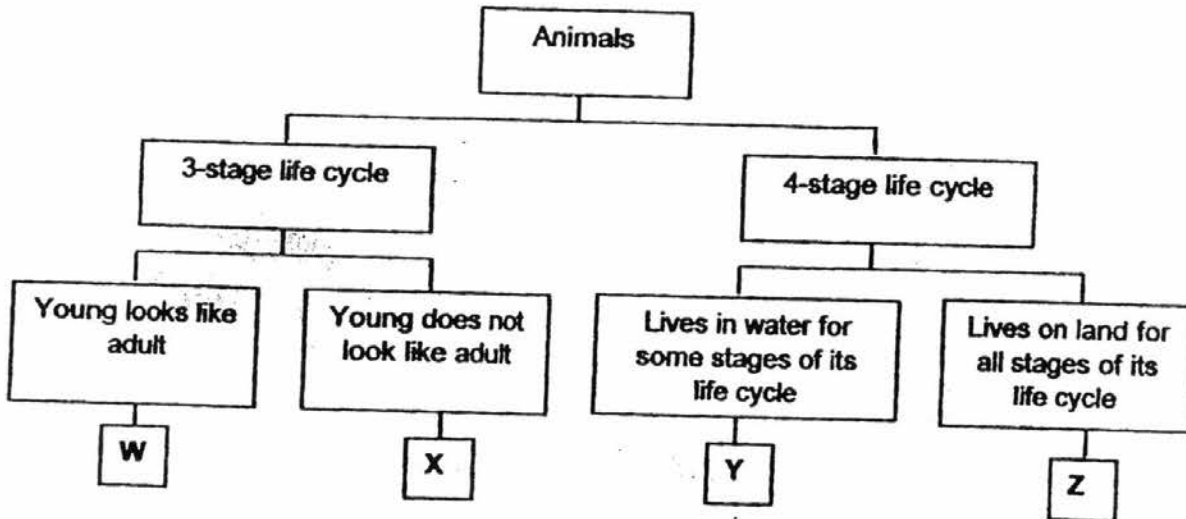 Animals
3-stage life cycle
4-stage life cycle
Young looks like
adult
Young does not
look like adult
Lives in water for
some stages of its
life cycle
Lives on land for
all stages of its
life cycle
W
X
Y
Z